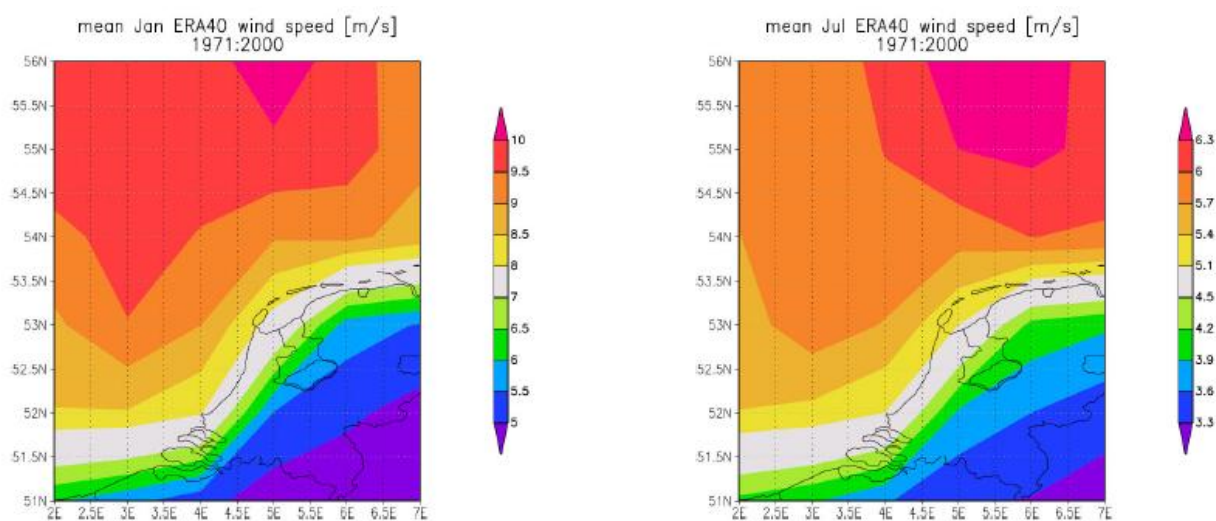 mean Jan ERA40 wind speed [m/s]
1971:2000
56N
55.5N
55N
54.5N
54N
53.5N
53N
52.5N
52N
51.5N
51N
2E 2.5E 3E 3.5E 4E 4.5E 5E 5.5E 6E 6.5E 7E
10
9.5
9
8.5
8
7
6.5
6
5.5
5
mean Jul ERA40 wind speed [m/s]
1971:2000
56N
55.5N
55N
54.5N
54N
53.5N
53N
52.5N
52N
51.5N
51N
2E 2.5E 3E 3.5E 4E 4.5E 5E 5.5E 6E 6.5E 7E
6.3
6
5.7
5.4
5.1
4.5
4.2
3.9
3.6
3.3